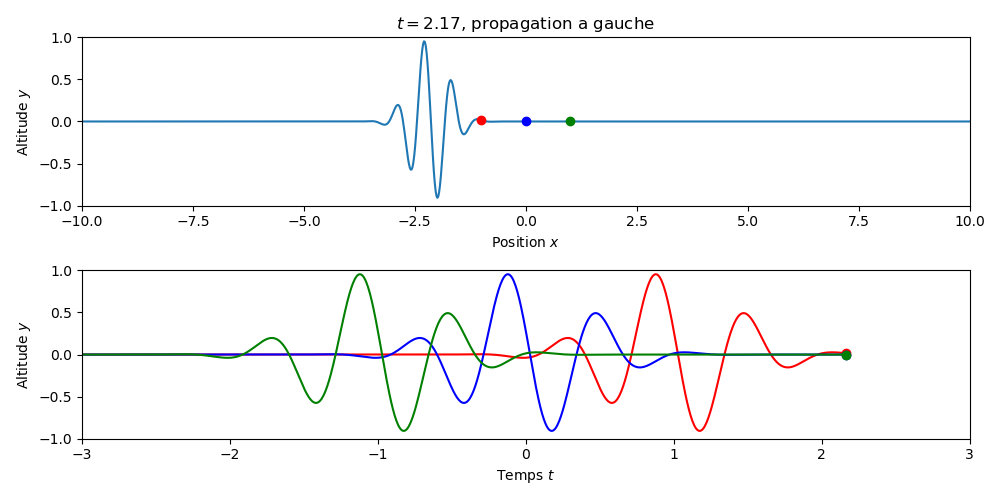 t = 2.17, propagation a gauche
1.0
0.5
0.0
−0.5
−1.0
Altitude y
−10.0 −7.5 −5.0 −2.5 0.0 2.5 5.0 7.5 10.0
Position x
1.0
0.5
0.0
−0.5
−1.0
Altitude y
−3 −2 −1 0 1 2 3
Temps t